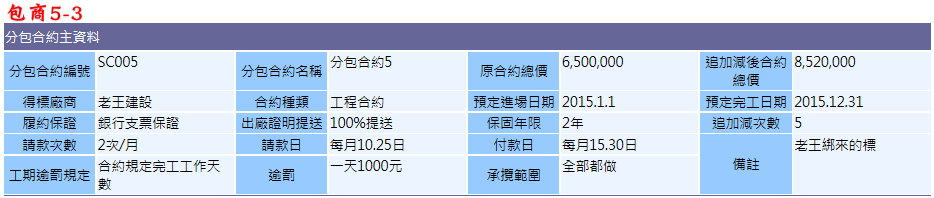 包商5-3
分包合約主資料
分包合約編號 SC005 分包合約名稱 分包合約5 原合約總價 6,500,000 追加減後合約總價 8,520,000
得標廠商 老王建設 合約種類 工程合約 預定進場日期 2015.1.1 預定完工日期 2015.12.31
履約保證 銀行支票保證 出廠證明提送 100%提送 保固年限 2年 追加減次數 5
請款次數 2次/月 請款日 每月10.25日 付款日 每月15.30日 備註 老王綁來的標
工期逾罰規定 合約規定完工工作天數 逾罰 一天1000元 承攬範圍 全部都做